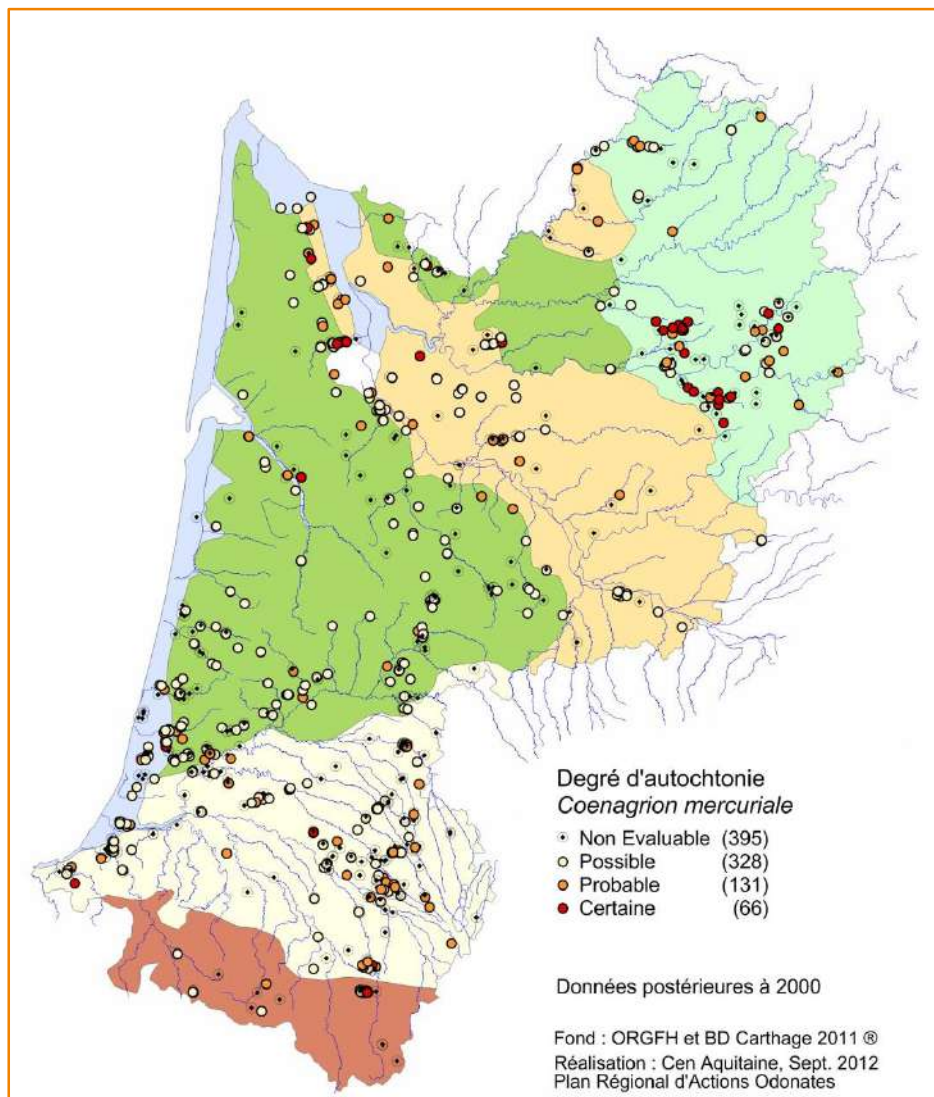 Degré d'autochtonie
Coenagrion mercuriale
Non Evaluable (395)
Possible (328)
Probable (131)
Certaine (66)
Données postérieures à 2000
Fond : ORGFH et BD Carthage 2011 ®
Réalisation : Cen Aquitaine, Sept. 2012
Plan Régional d'Actions Odonates